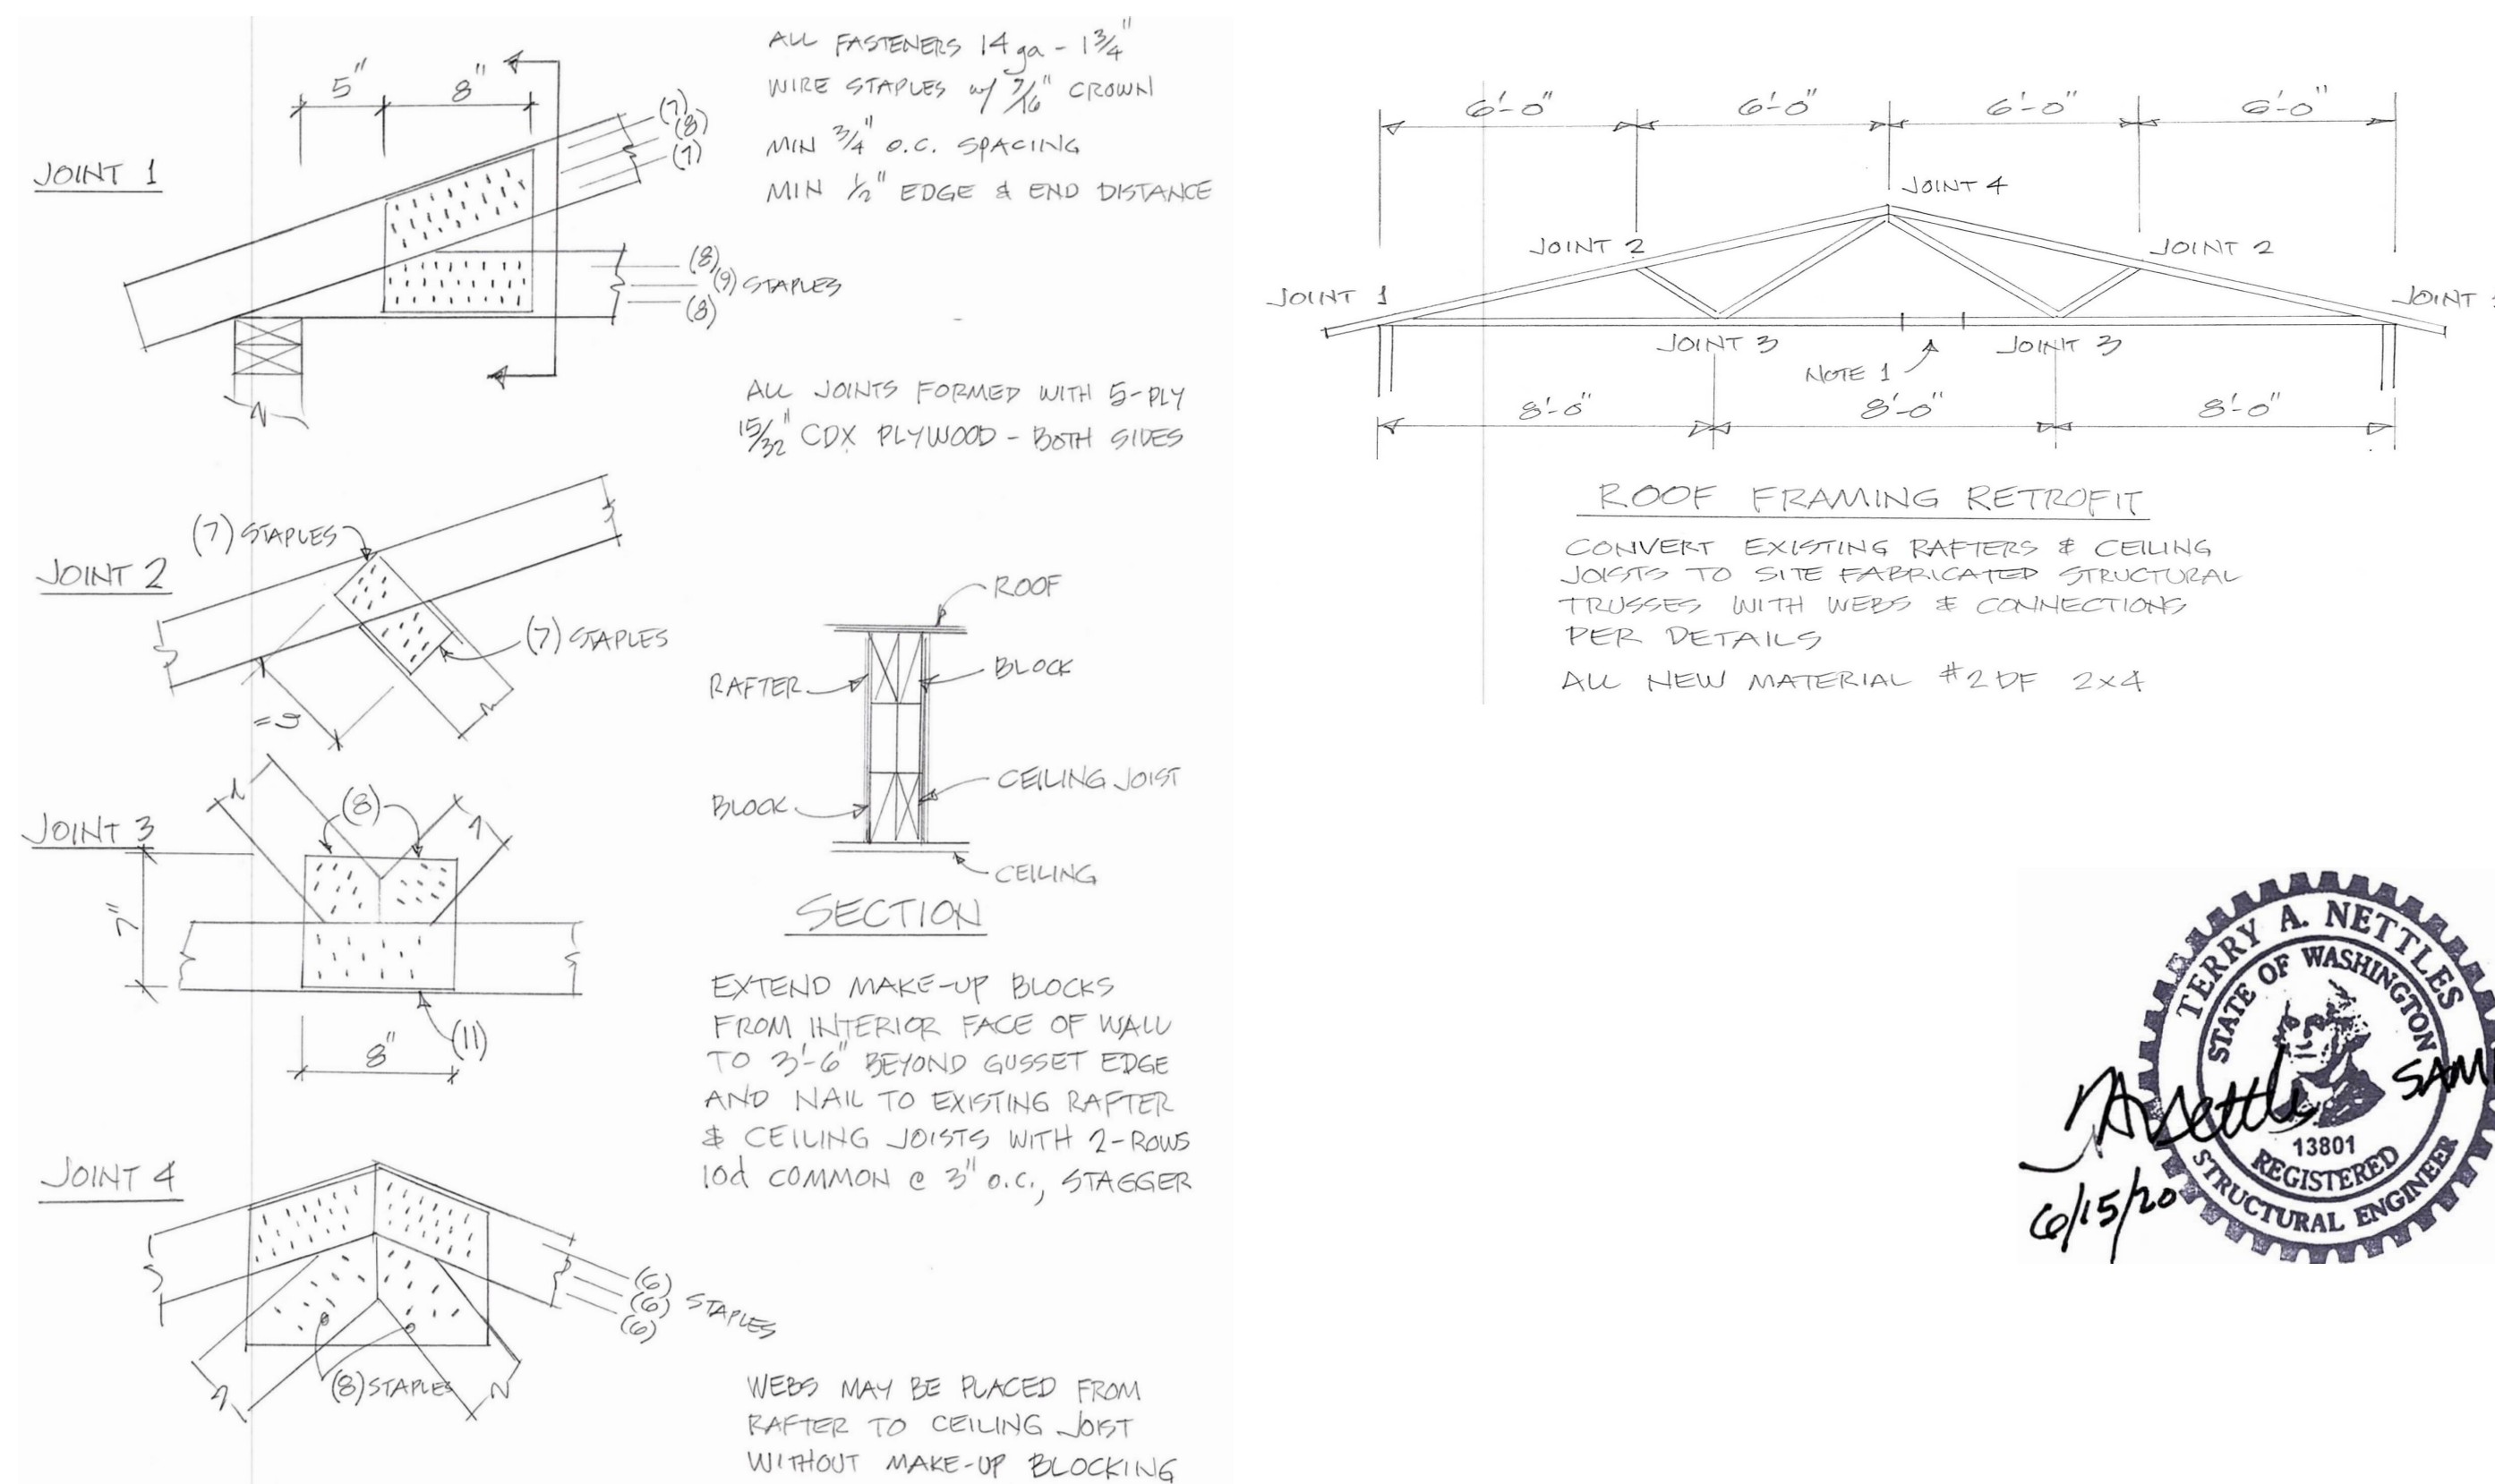 ALL FASTENERS 14 ga - 1 3/4"
WIRE STAPLES w/ 7/16" CROWN
MIN 3/4" O.C. SPACING
MIN 1/2" EDGE & END DISTANCE
5"
8"
JOINT 1
(7)
(8)
(7)
(8)
(9) STAPLES
(8)
ALL JOINTS FORMED WITH 5-PLY
15/32" CDX PLYWOOD - BOTH SIDES
JOINT 2
(7) STAPLES
(7) STAPLES
JOINT 3
(8)
7"
8"
(11)
JOINT 4
(6)
(6) STAPLES
(6)
(8) STAPLES
ROOF
RAFTER
BLOCK
CEILING JOIST
BLOCK
CEILING
SECTION
EXTEND MAKE-UP BLOCKS
FROM INTERIOR FACE OF WALL
TO 3'-6" BEYOND GUSSET EDGE
AND NAIL TO EXISTING RAFTER
& CEILING JOISTS WITH 2-ROWS
10d COMMON @ 3" O.C., STAGGER
WEBS MAY BE PLACED FROM
RAFTER TO CEILING JOIST
WITHOUT MAKE-UP BLOCKING
6'-0" 6'-0" 6'-0" 6'-0"
JOINT 4
JOINT 2
JOINT 2
JOINT 1
JOINT
JOINT 3
JOINT 3
NOTE 1
8'-0" 8'-0" 8'-0"
ROOF FRAMING RETROFIT
CONVERT EXISTING RAFTERS & CEILING
JOISTS TO SITE FABRICATED STRUCTURAL
TRUSSES WITH WEBS & CONNECTIONS
PER DETAILS
ALL NEW MATERIAL #2 DF 2x4
TERRY A. NETTLES
STATE OF WASHINGTON
13801
REGISTERED
STRUCTURAL ENGINEER
TA Nettles
6/15/20